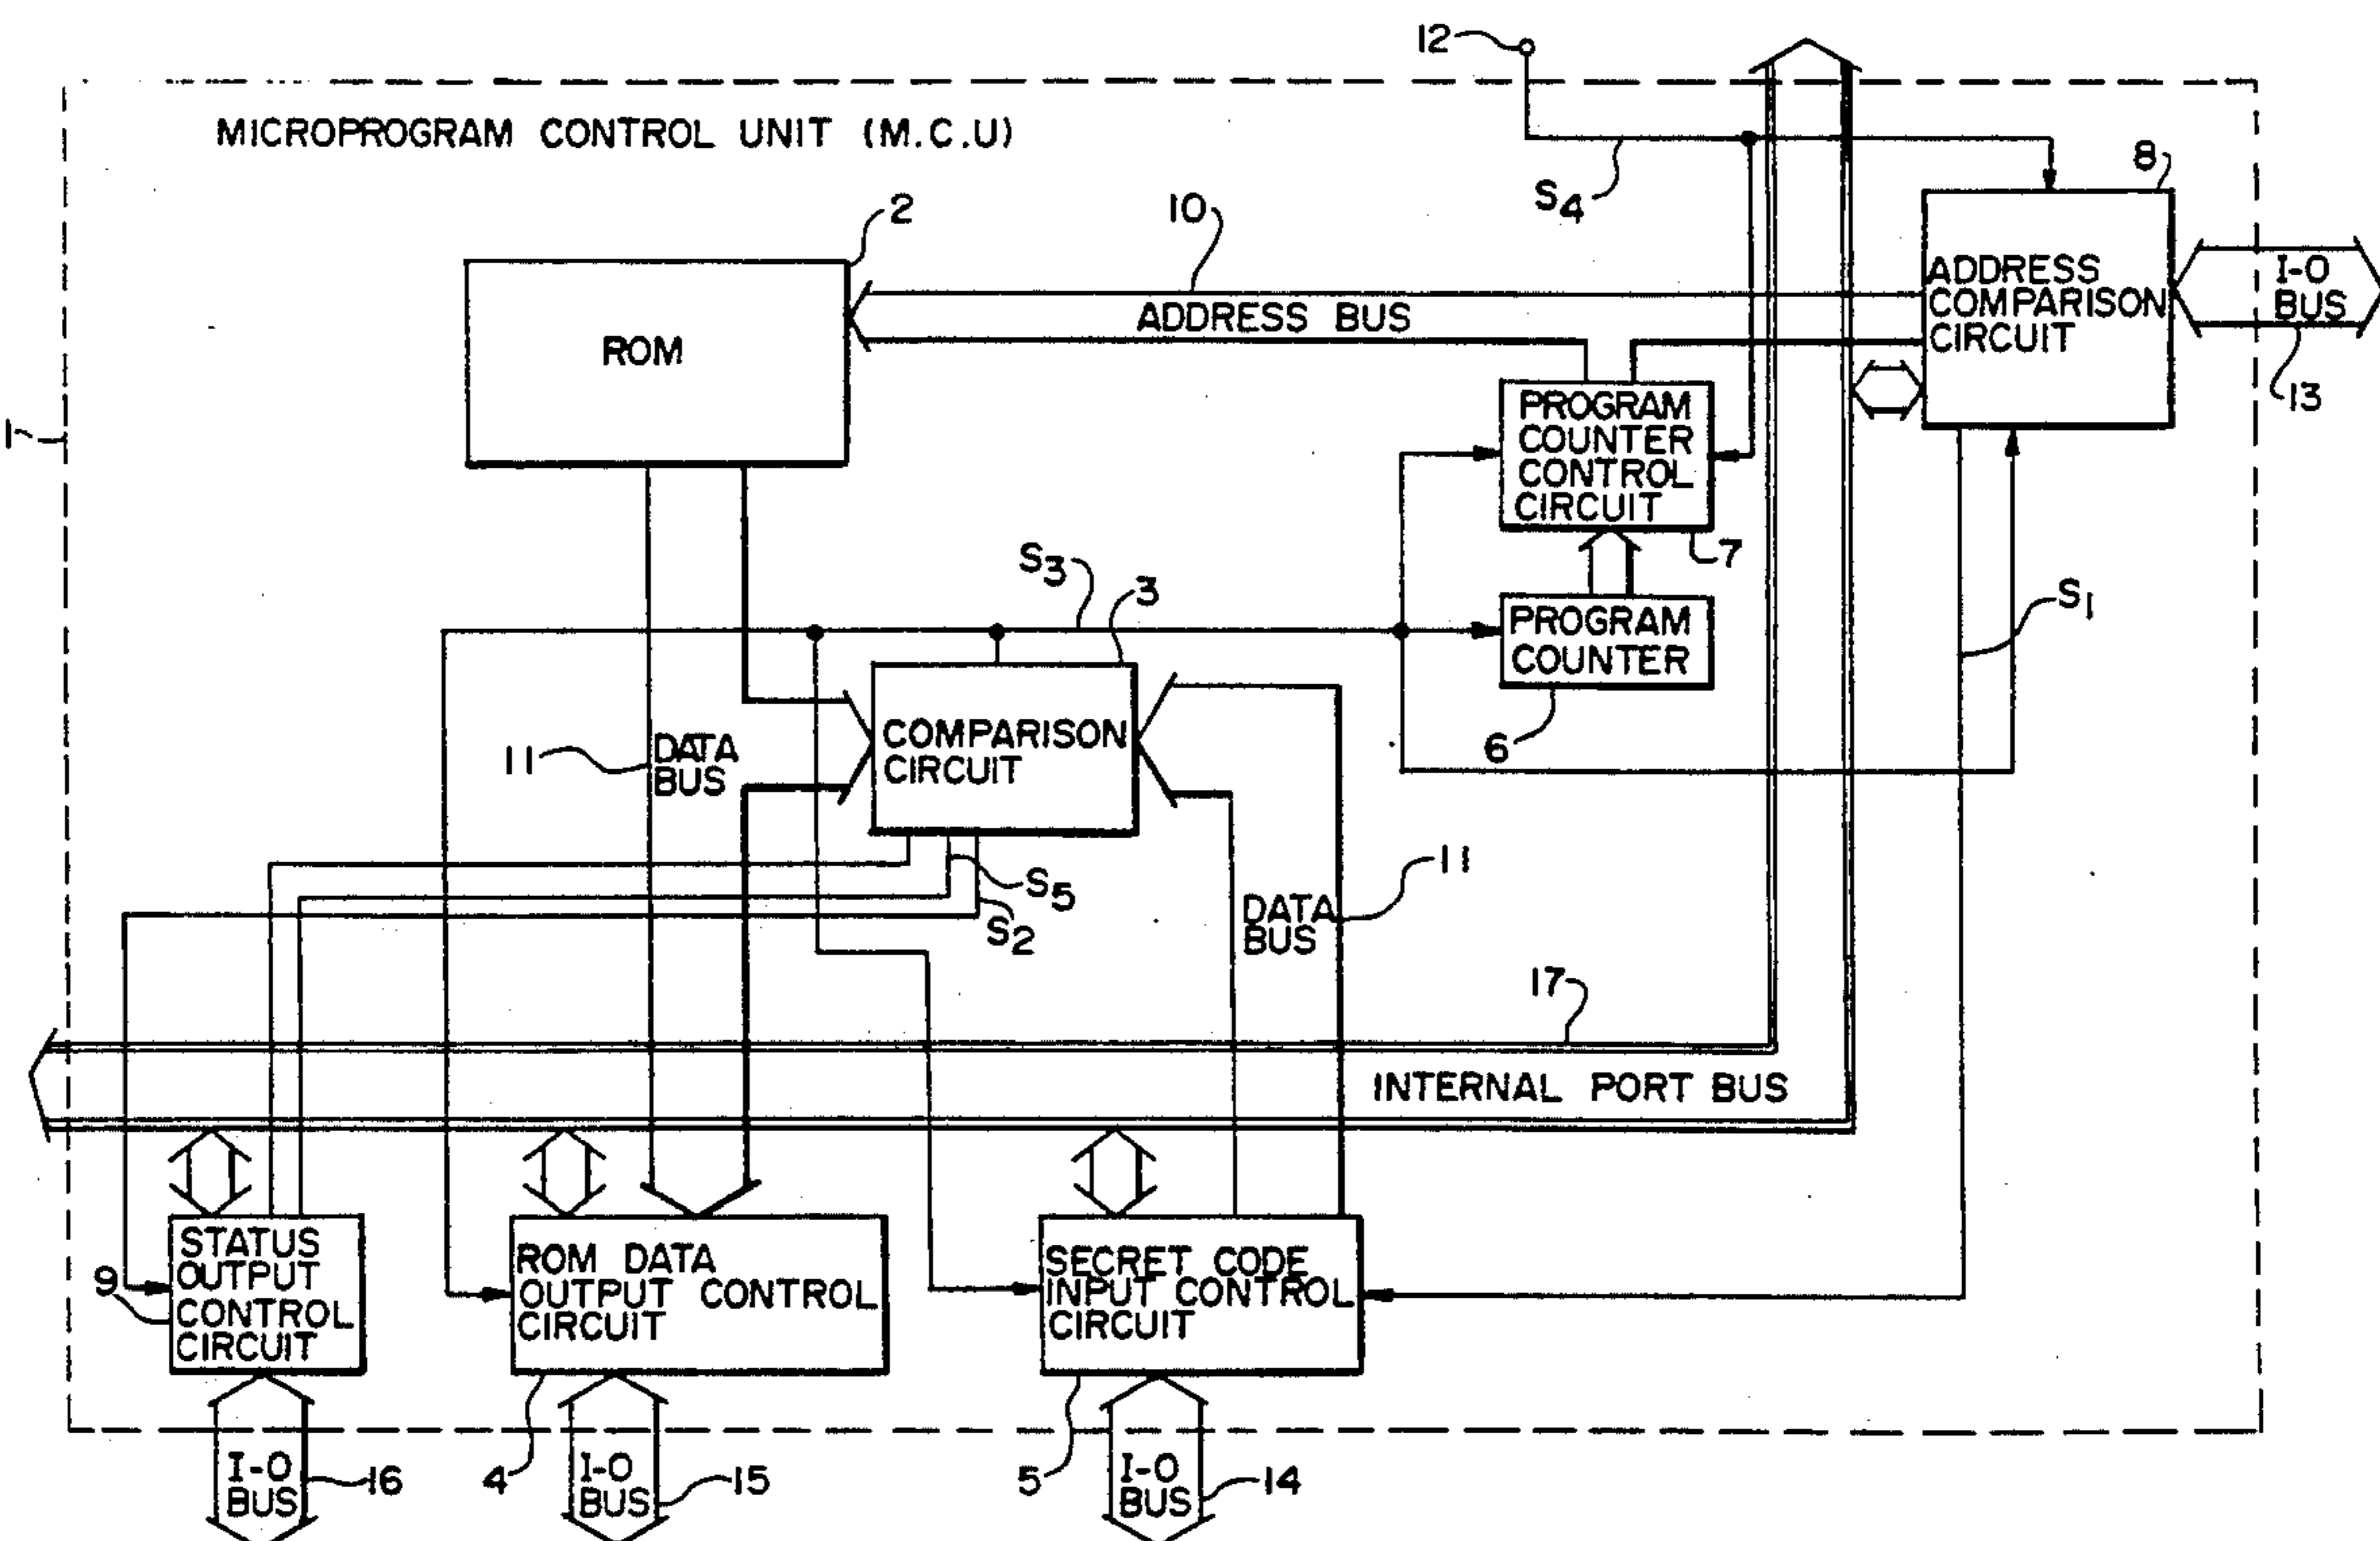 12
MICROPROGRAM CONTROL UNIT (M.C.U)
S4
8
2
10
ADDRESS
COMPARISON
CIRCUIT
I-O
BUS
13
ADDRESS BUS
ROM
PROGRAM
COUNTER
CONTROL
CIRCUIT
7
S3
3
S1
PROGRAM
COUNTER
6
COMPARISON
CIRCUIT
11
DATA
BUS
S5
S2
11
DATA
BUS
17
INTERNAL PORT BUS
9
STATUS
OUTPUT
CONTROL
CIRCUIT
ROM DATA
OUTPUT CONTROL
CIRCUIT
SECRET CODE
INPUT CONTROL
CIRCUIT
I-O
BUS
16
4
I-O
BUS
15
5
I-O
BUS
14